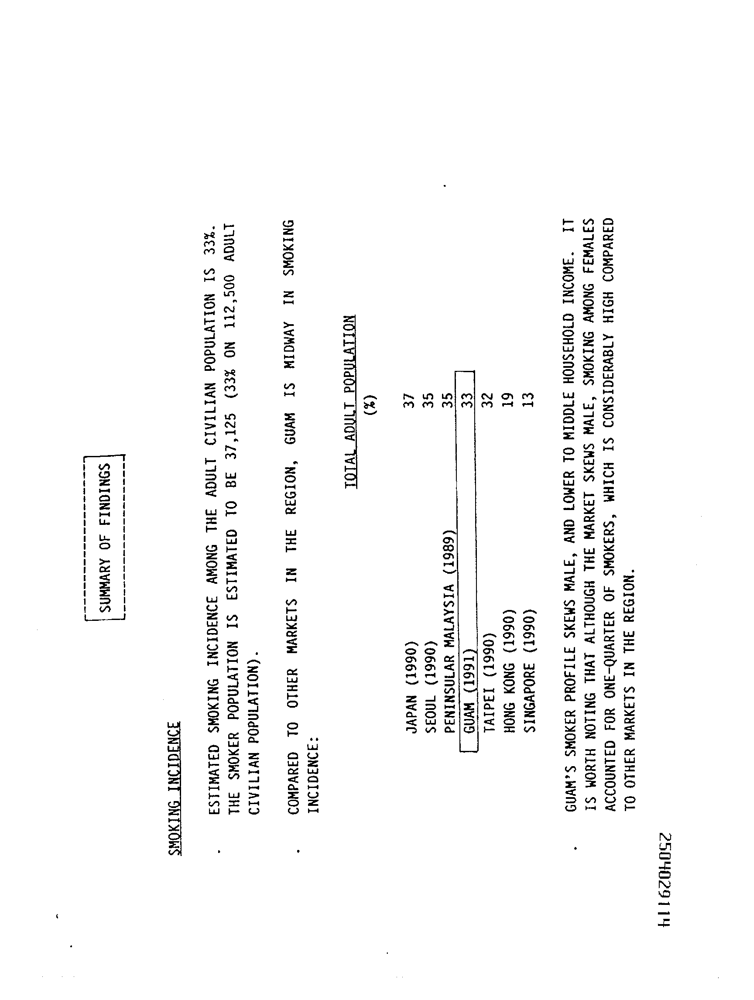 SUMMARY OF FINDINGS
SMOKING INCIDENCE
. ESTIMATED SMOKING INCIDENCE AMONG THE ADULT CIVILIAN POPULATION IS 33%.
THE SMOKER POPULATION IS ESTIMATED TO BE 37,125 (33% ON 112,500 ADULT
CIVILIAN POPULATION).
. COMPARED TO OTHER MARKETS IN THE REGION, GUAM IS MIDWAY IN SMOKING
INCIDENCE:
TOTAL ADULT POPULATION
(%)
JAPAN (1990) 37
SEOUL (1990) 35
PENINSULAR MALAYSIA (1989) 35
GUAM (1991) 33
TAIPEI (1990) 32
HONG KONG (1990) 19
SINGAPORE (1990) 13
. GUAM'S SMOKER PROFILE SKEWS MALE, AND LOWER TO MIDDLE HOUSEHOLD INCOME. IT
IS WORTH NOTING THAT ALTHOUGH THE MARKET SKEWS MALE, SMOKING AMONG FEMALES
ACCOUNTED FOR ONE-QUARTER OF SMOKERS, WHICH IS CONSIDERABLY HIGH COMPARED
TO OTHER MARKETS IN THE REGION.
2504029114